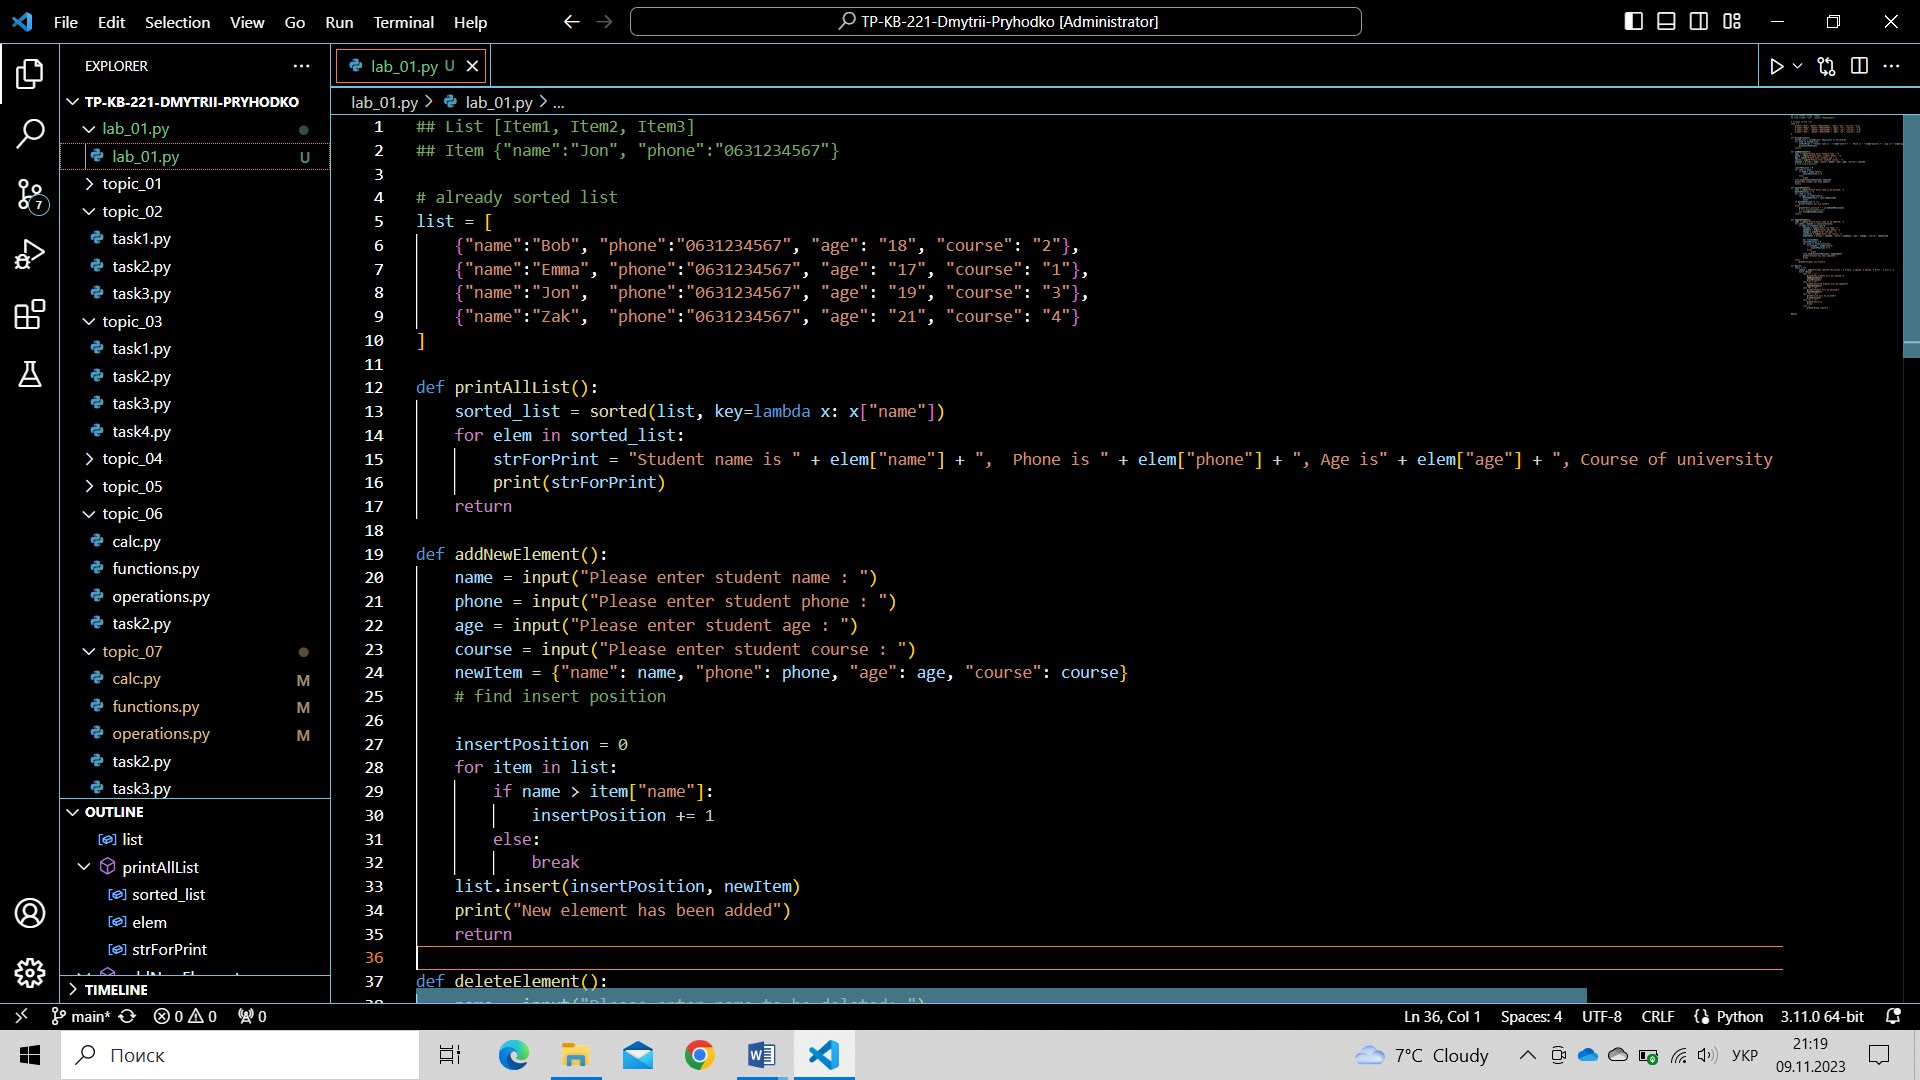 File Edit Selection View Go Run Terminal Help
TP-KB-221-Dmytrii-Pryhodko [Administrator]
EXPLORER
TP-KB-221-DMYTRII-PRYHODKO
lab_01.py
lab_01.py U
topic_01
topic_02
task1.py
task2.py
task3.py
topic_03
task1.py
task2.py
task3.py
task4.py
topic_04
topic_05
topic_06
calc.py
functions.py
operations.py
task2.py
topic_07
calc.py M
functions.py M
operations.py M
task2.py
task3.py
OUTLINE
list
printAllList
sorted_list
elem
strForPrint
TIMELINE
7
lab_01.py U
lab_01.py > lab_01.py > ...
1 ## List [Item1, Item2, Item3]
2 ## Item {"name":"Jon", "phone":"0631234567"}
3
4 # already sorted list
5 list = [
6 {"name":"Bob", "phone":"0631234567", "age": "18", "course": "2"},
7 {"name":"Emma", "phone":"0631234567", "age": "17", "course": "1"},
8 {"name":"Jon",  "phone":"0631234567", "age": "19", "course": "3"},
9 {"name":"Zak",  "phone":"0631234567", "age": "21", "course": "4"}
10 ]
11
12 def printAllList():
13 sorted_list = sorted(list, key=lambda x: x["name"])
14 for elem in sorted_list:
15 strForPrint = "Student name is " + elem["name"] + ",  Phone is " + elem["phone"] + ", Age is" + elem["age"] + ", Course of university
16 print(strForPrint)
17 return
18
19 def addNewElement():
20 name = input("Please enter student name : ")
21 phone = input("Please enter student phone : ")
22 age = input("Please enter student age : ")
23 course = input("Please enter student course : ")
24 newItem = {"name": name, "phone": phone, "age": age, "course": course}
25 # find insert position
26
27 insertPosition = 0
28 for item in list:
29 if name > item["name"]:
30 insertPosition += 1
31 else:
32 break
33 list.insert(insertPosition, newItem)
34 print("New element has been added")
35 return
36
37 def deleteElement():
main* 0 0 0
Ln 36, Col 1 Spaces: 4 UTF-8 CRLF Python 3.11.0 64-bit
Поиск
7°C Cloudy
УКР
21:19
09.11.2023